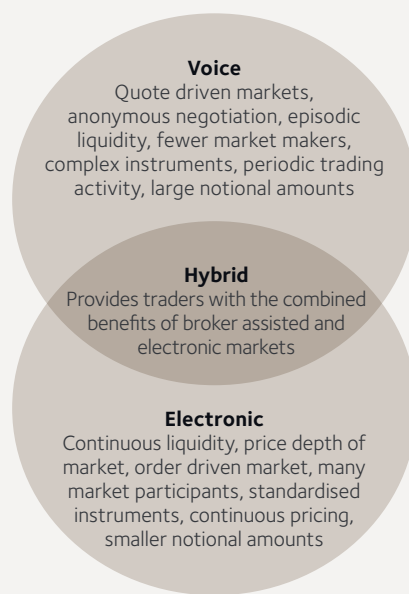 Voice
Quote driven markets,
anonymous negotiation, episodic
liquidity, fewer market makers,
complex instruments, periodic trading
activity, large notional amounts
Hybrid
Provides traders with the combined
benefits of broker assisted and
electronic markets
Electronic
Continuous liquidity, price depth of
market, order driven market, many
market participants, standardised
instruments, continuous pricing,
smaller notional amounts